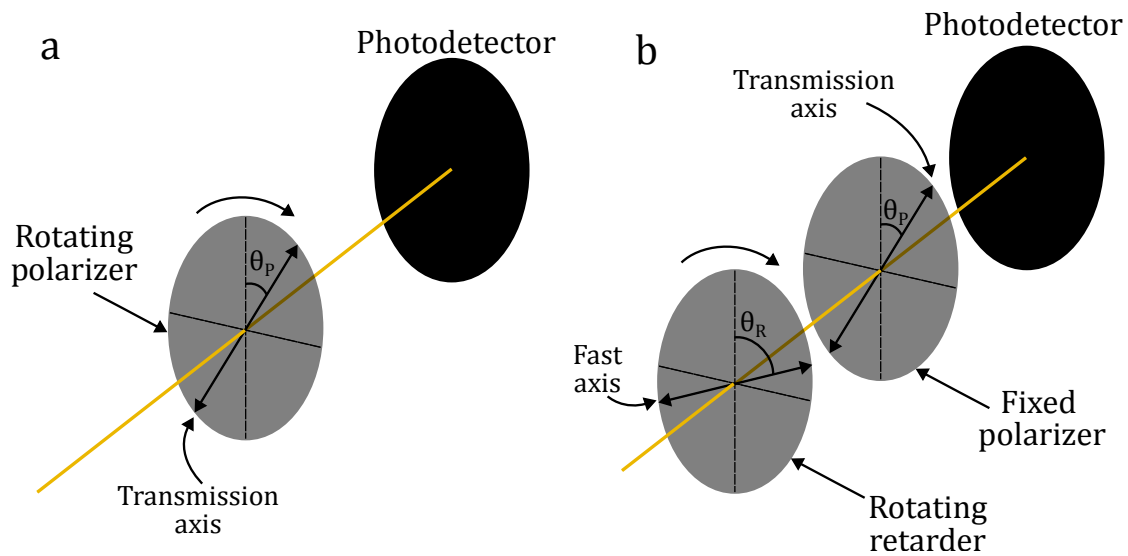 a
Photodetector
Rotating
polarizer
θP
Transmission
axis
b
Photodetector
Transmission
axis
θP
θR
Fast
axis
Fixed
polarizer
Rotating
retarder